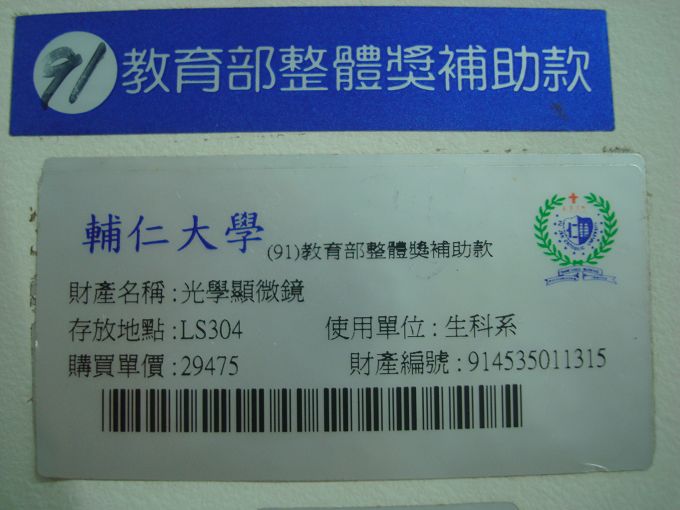 91 教育部整體獎補助款
輔仁大學 (91)教育部整體獎補助款
財產名稱:光學顯微鏡
存放地點:LS304 使用單位:生科系
購買單價:29475 財產編號:914535011315